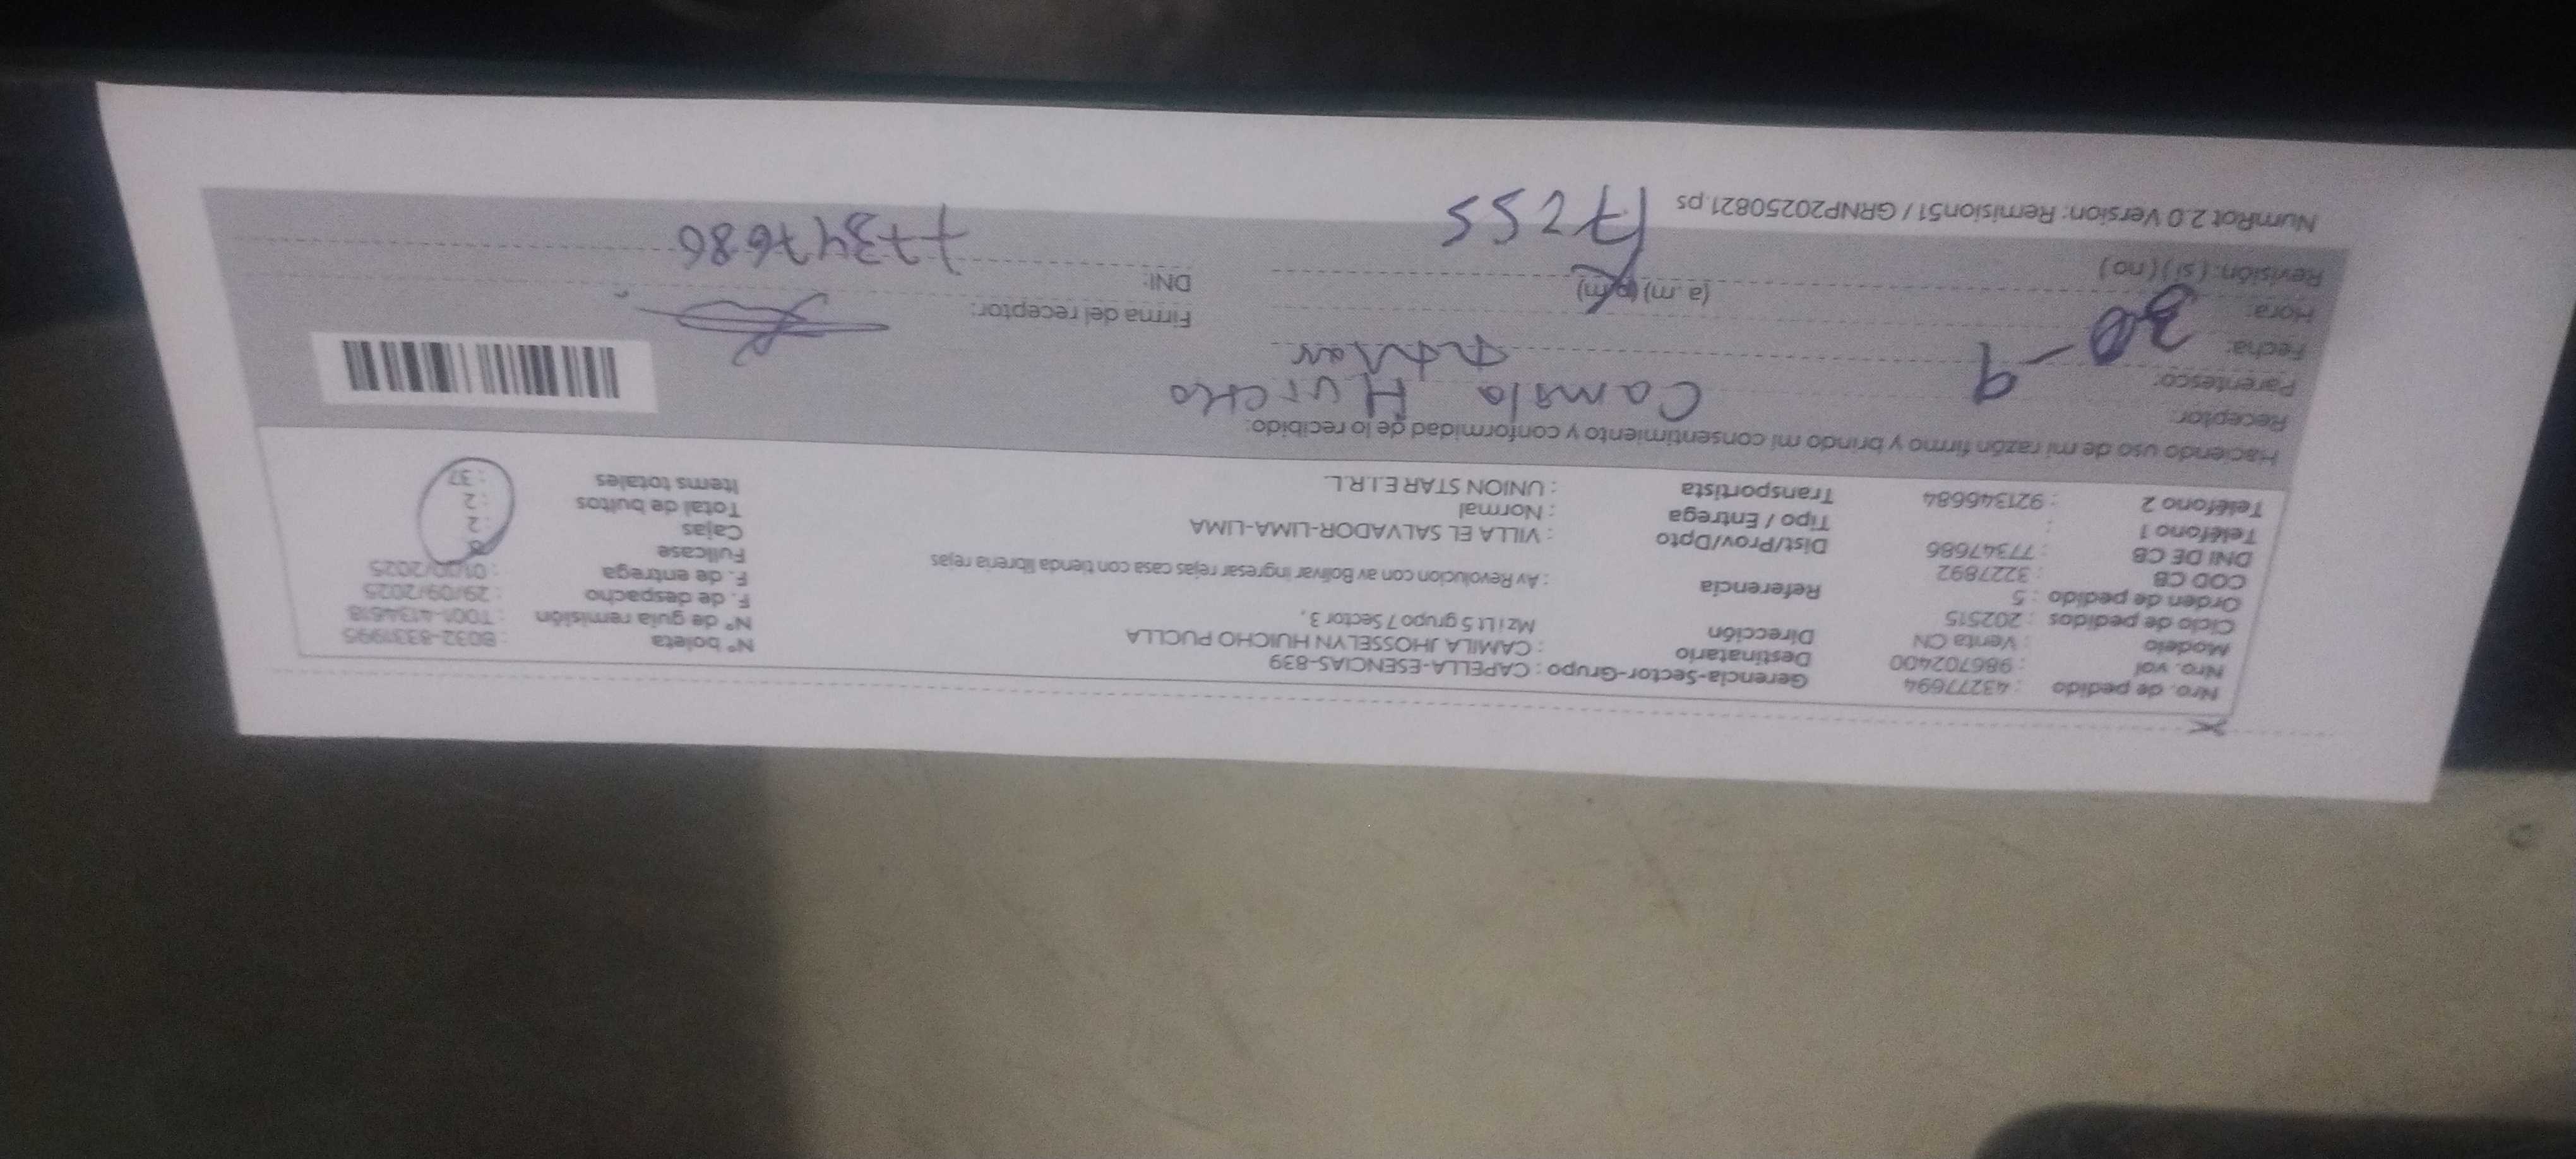 Nro. de pedido : 43277694
Nro. vol : 986702400
Modelo : Venta CN
Ciclo de pedidos : 202515
Orden de pedido : 5
COD CB : 3227892
DNI DE CB : 77347686
Teléfono 1 :
Teléfono 2 : 921346684
Gerencia-Sector-Grupo : CAPELLA-ESENCIAS-839
Destinatario : CAMILA JHOSSELYN HUICHO PUCLLA
Dirección Mz i Lt 5 grupo 7 Sector 3 ,
Referencia : Av Revolucion con av Bolivar ingresar rejas casa con tienda libreria rejas
Dist/Prov/Dpto : VILLA EL SALVADOR-LIMA-LIMA
Tipo / Entrega : Normal
Transportista : UNION STAR E.I.R.L.
N° boleta : B032-8331995
N° de guía remisión : T001-4134618
F. de despacho : 29/09/2025
F. de entrega : 01/10/2025
Fullcase
Cajas : 2
Total de bultos : 2
Items totales : 37
Haciendo uso de mi razón firmo y brindo mi consentimiento y conformidad de lo recibido:
Receptor: Camila Huicho
Parentesco:
Fecha: 30-9
Hora: (a .m) (p.m)
Revisión: ( si ) ( no ) 17255
Firma del receptor:
DNI: 77347686
NumRot 2.0 Version: Remision51 / GRNP20250821.ps